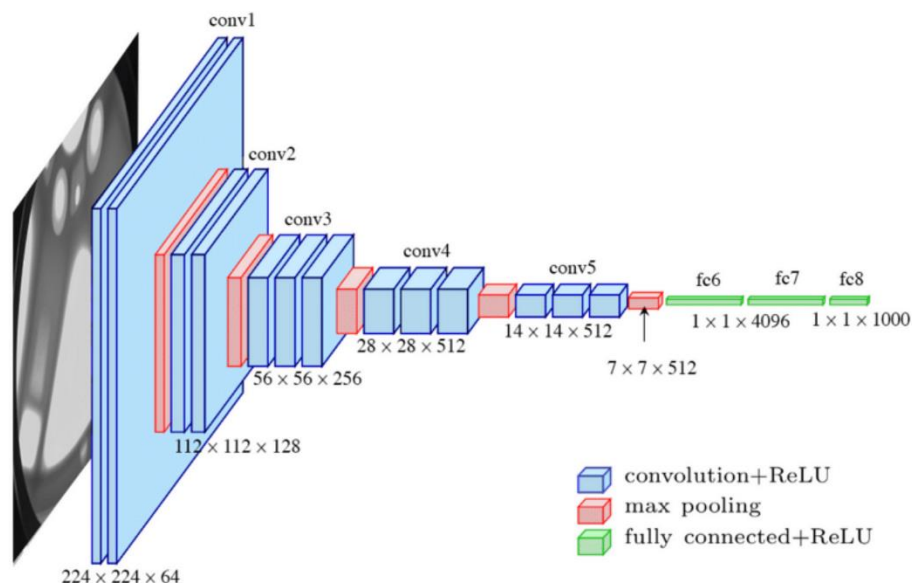 conv1
conv2
conv3
conv4
conv5
fc6
fc7
fc8
1 × 1 × 4096
1 × 1 × 1000
14 × 14 × 512
28 × 28 × 512
7 × 7 × 512
56 × 56 × 256
112 × 112 × 128
224 × 224 × 64
convolution+ReLU
max pooling
fully connected+ReLU